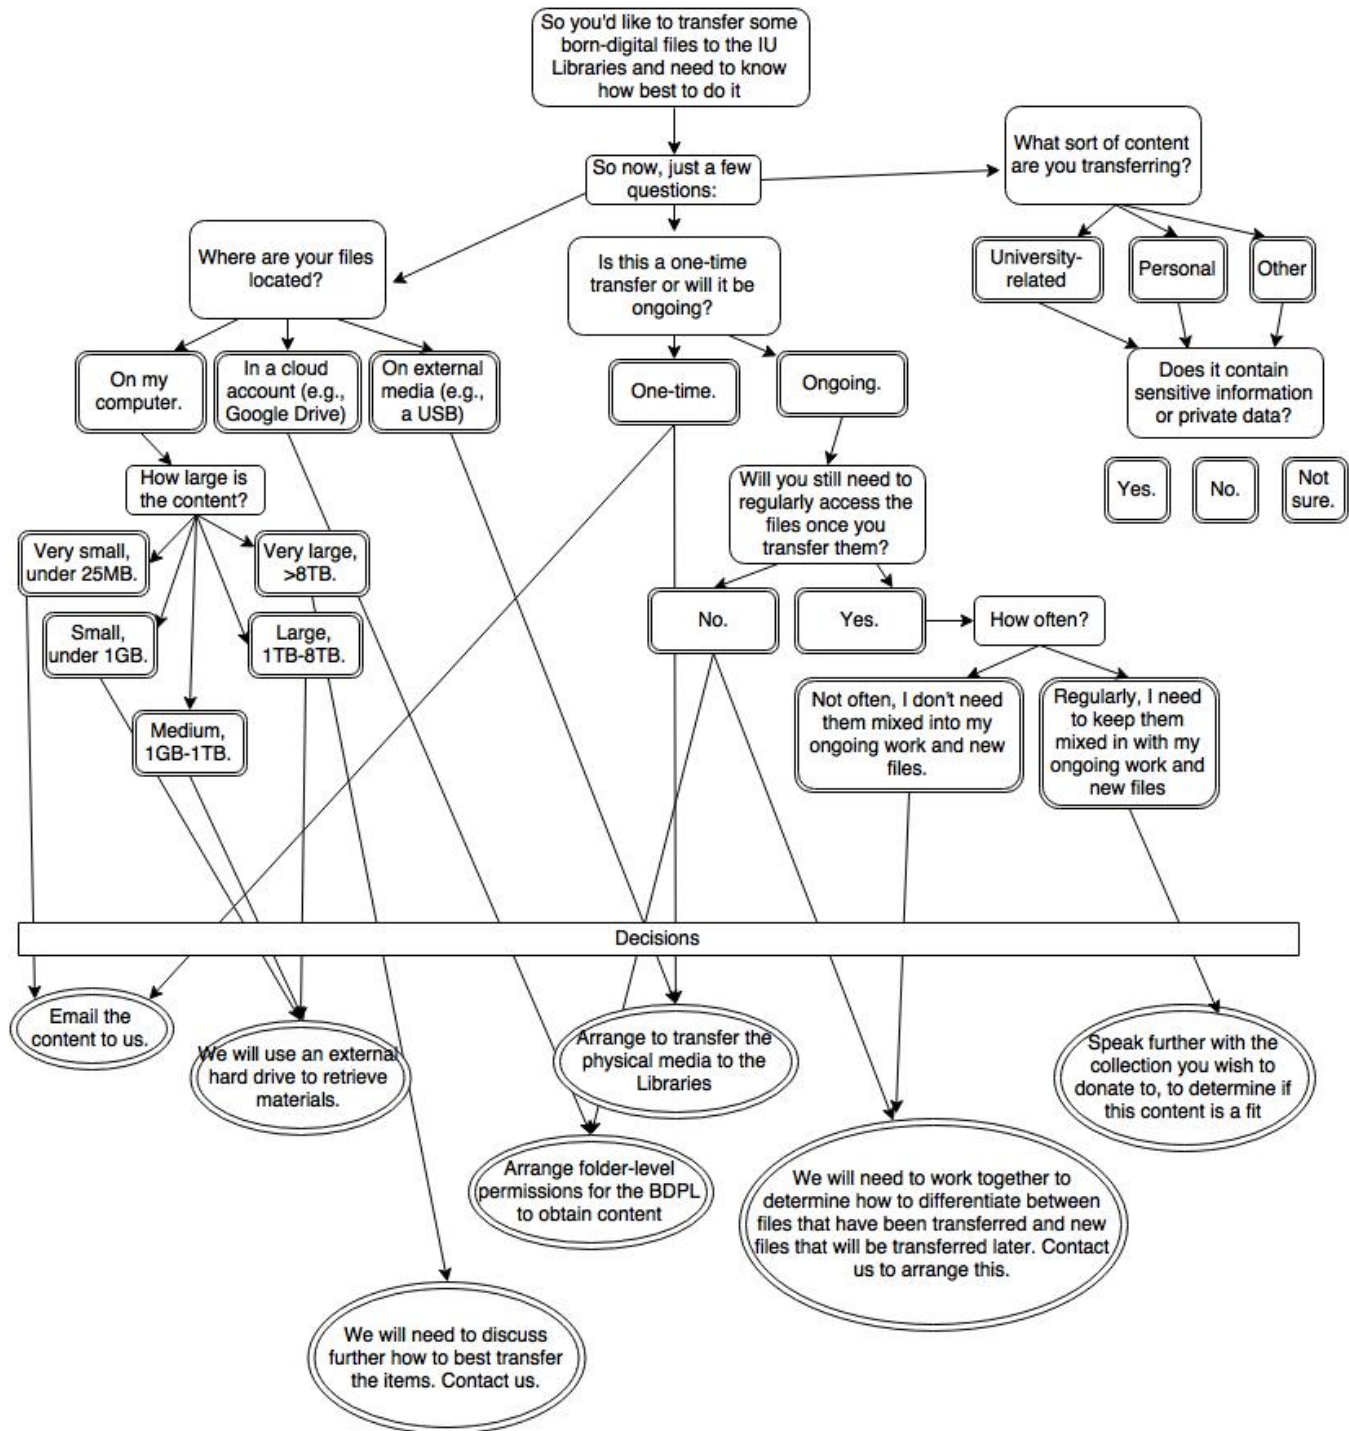 So you'd like to transfer some
born-digital files to the IU
Libraries and need to know
how best to do it
So now, just a few
questions:
What sort of content
are you transferring?
Where are your files
located?
Is this a one-time
transfer or will it be
ongoing?
University-
related
Personal
Other
On my
computer.
In a cloud
account (e.g.,
Google Drive)
On external
media (e.g.,
a USB)
One-time.
Ongoing.
Does it contain
sensitive information
or private data?
How large is
the content?
Will you still need to
regularly access the
files once you
transfer them?
Yes.
No.
Not
sure.
Very small,
under 25MB.
Very large,
>8TB.
Small,
under 1GB.
Large,
1TB-8TB.
No.
Yes.
How often?
Medium,
1GB-1TB.
Not often, I don't need
them mixed into my
ongoing work and new
files.
Regularly, I need
to keep them
mixed in with my
ongoing work and
new files
Decisions
Email the
content to us.
We will use an external
hard drive to retrieve
materials.
Arrange to transfer the
physical media to the
Libraries
Speak further with the
collection you wish to
donate to, to determine if
this content is a fit
Arrange folder-level
permissions for the BDPL
to obtain content
We will need to work together to
determine how to differentiate between
files that have been transferred and new
files that will be transferred later. Contact
us to arrange this.
We will need to discuss
further how to best transfer
the items. Contact us.